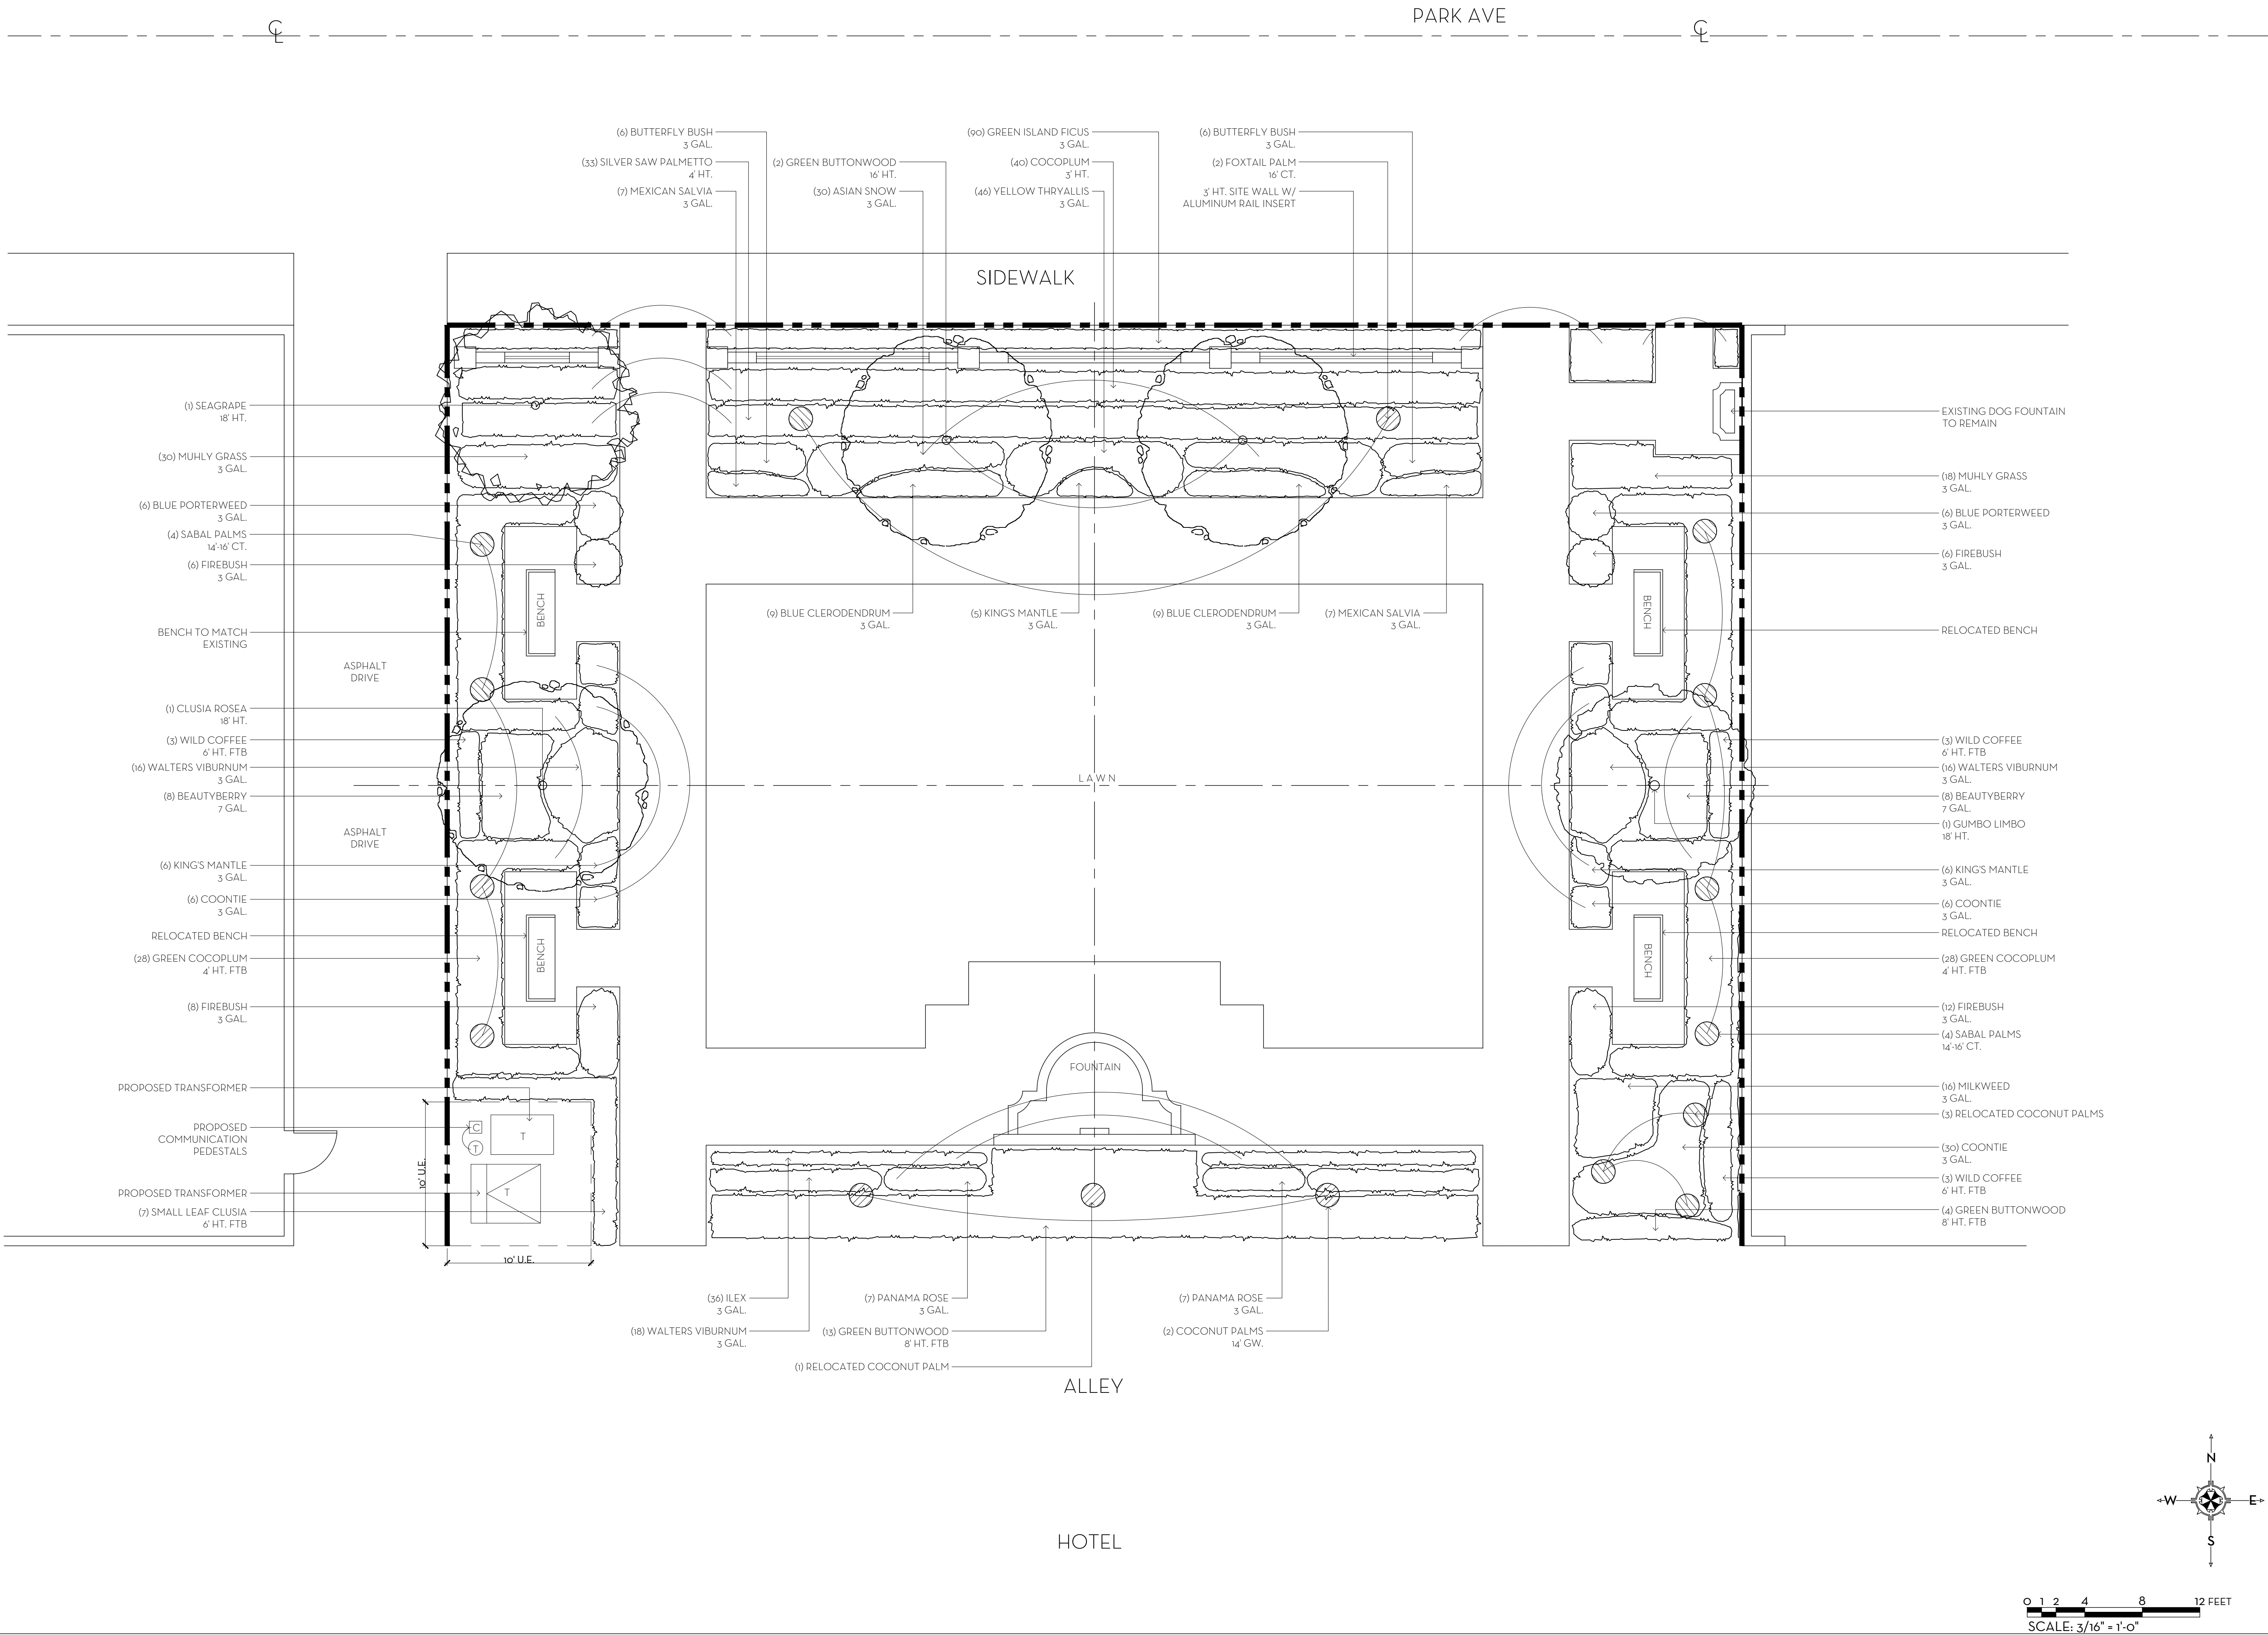 PARK AVE
CL
CL
(6) BUTTERFLY BUSH
3 GAL.
(33) SILVER SAW PALMETTO
4' HT.
(7) MEXICAN SALVIA
3 GAL.
(2) GREEN BUTTONWOOD
16' HT.
(30) ASIAN SNOW
3 GAL.
(90) GREEN ISLAND FICUS
3 GAL.
(40) COCOPLUM
3' HT.
(46) YELLOW THRYALLIS
3 GAL.
(6) BUTTERFLY BUSH
3 GAL.
(2) FOXTAIL PALM
16' CT.
3' HT. SITE WALL W/
ALUMINUM RAIL INSERT
SIDEWALK
(1) SEAGRAPE
18' HT.
(30) MUHLY GRASS
3 GAL.
(6) BLUE PORTERWEED
3 GAL.
(4) SABAL PALMS
14'-16' CT.
(6) FIREBUSH
3 GAL.
BENCH TO MATCH
EXISTING
ASPHALT
DRIVE
(1) CLUSIA ROSEA
18' HT.
(3) WILD COFFEE
6' HT. FTB
(16) WALTERS VIBURNUM
3 GAL.
(8) BEAUTYBERRY
7 GAL.
ASPHALT
DRIVE
(6) KING'S MANTLE
3 GAL.
(6) COONTIE
3 GAL.
RELOCATED BENCH
(28) GREEN COCOPLUM
4' HT. FTB
(8) FIREBUSH
3 GAL.
PROPOSED TRANSFORMER
PROPOSED
COMMUNICATION
PEDESTALS
PROPOSED TRANSFORMER
(7) SMALL LEAF CLUSIA
6' HT. FTB
BENCH
BENCH
C
T
T
T
10' U.E.
10' U.E.
(9) BLUE CLERODENDRUM
3 GAL.
(5) KING'S MANTLE
3 GAL.
(9) BLUE CLERODENDRUM
3 GAL.
(7) MEXICAN SALVIA
3 GAL.
LAWN
FOUNTAIN
BENCH
BENCH
EXISTING DOG FOUNTAIN
TO REMAIN
(18) MUHLY GRASS
3 GAL.
(6) BLUE PORTERWEED
3 GAL.
(6) FIREBUSH
3 GAL.
RELOCATED BENCH
(3) WILD COFFEE
6' HT. FTB
(16) WALTERS VIBURNUM
3 GAL.
(8) BEAUTYBERRY
7 GAL.
(1) GUMBO LIMBO
18' HT.
(6) KING'S MANTLE
3 GAL.
(6) COONTIE
3 GAL.
RELOCATED BENCH
(28) GREEN COCOPLUM
4' HT. FTB
(12) FIREBUSH
3 GAL.
(4) SABAL PALMS
14'-16' CT.
(16) MILKWEED
3 GAL.
(3) RELOCATED COCONUT PALMS
(30) COONTIE
3 GAL.
(3) WILD COFFEE
6' HT. FTB
(4) GREEN BUTTONWOOD
8' HT. FTB
(36) ILEX
3 GAL.
(18) WALTERS VIBURNUM
3 GAL.
(7) PANAMA ROSE
3 GAL.
(13) GREEN BUTTONWOOD
8' HT. FTB
(1) RELOCATED COCONUT PALM
(7) PANAMA ROSE
3 GAL.
(2) COCONUT PALMS
14' GW.
ALLEY
HOTEL
N
W
E
S
0 1 2 4 8 12 FEET
SCALE: 3/16" = 1'-0"